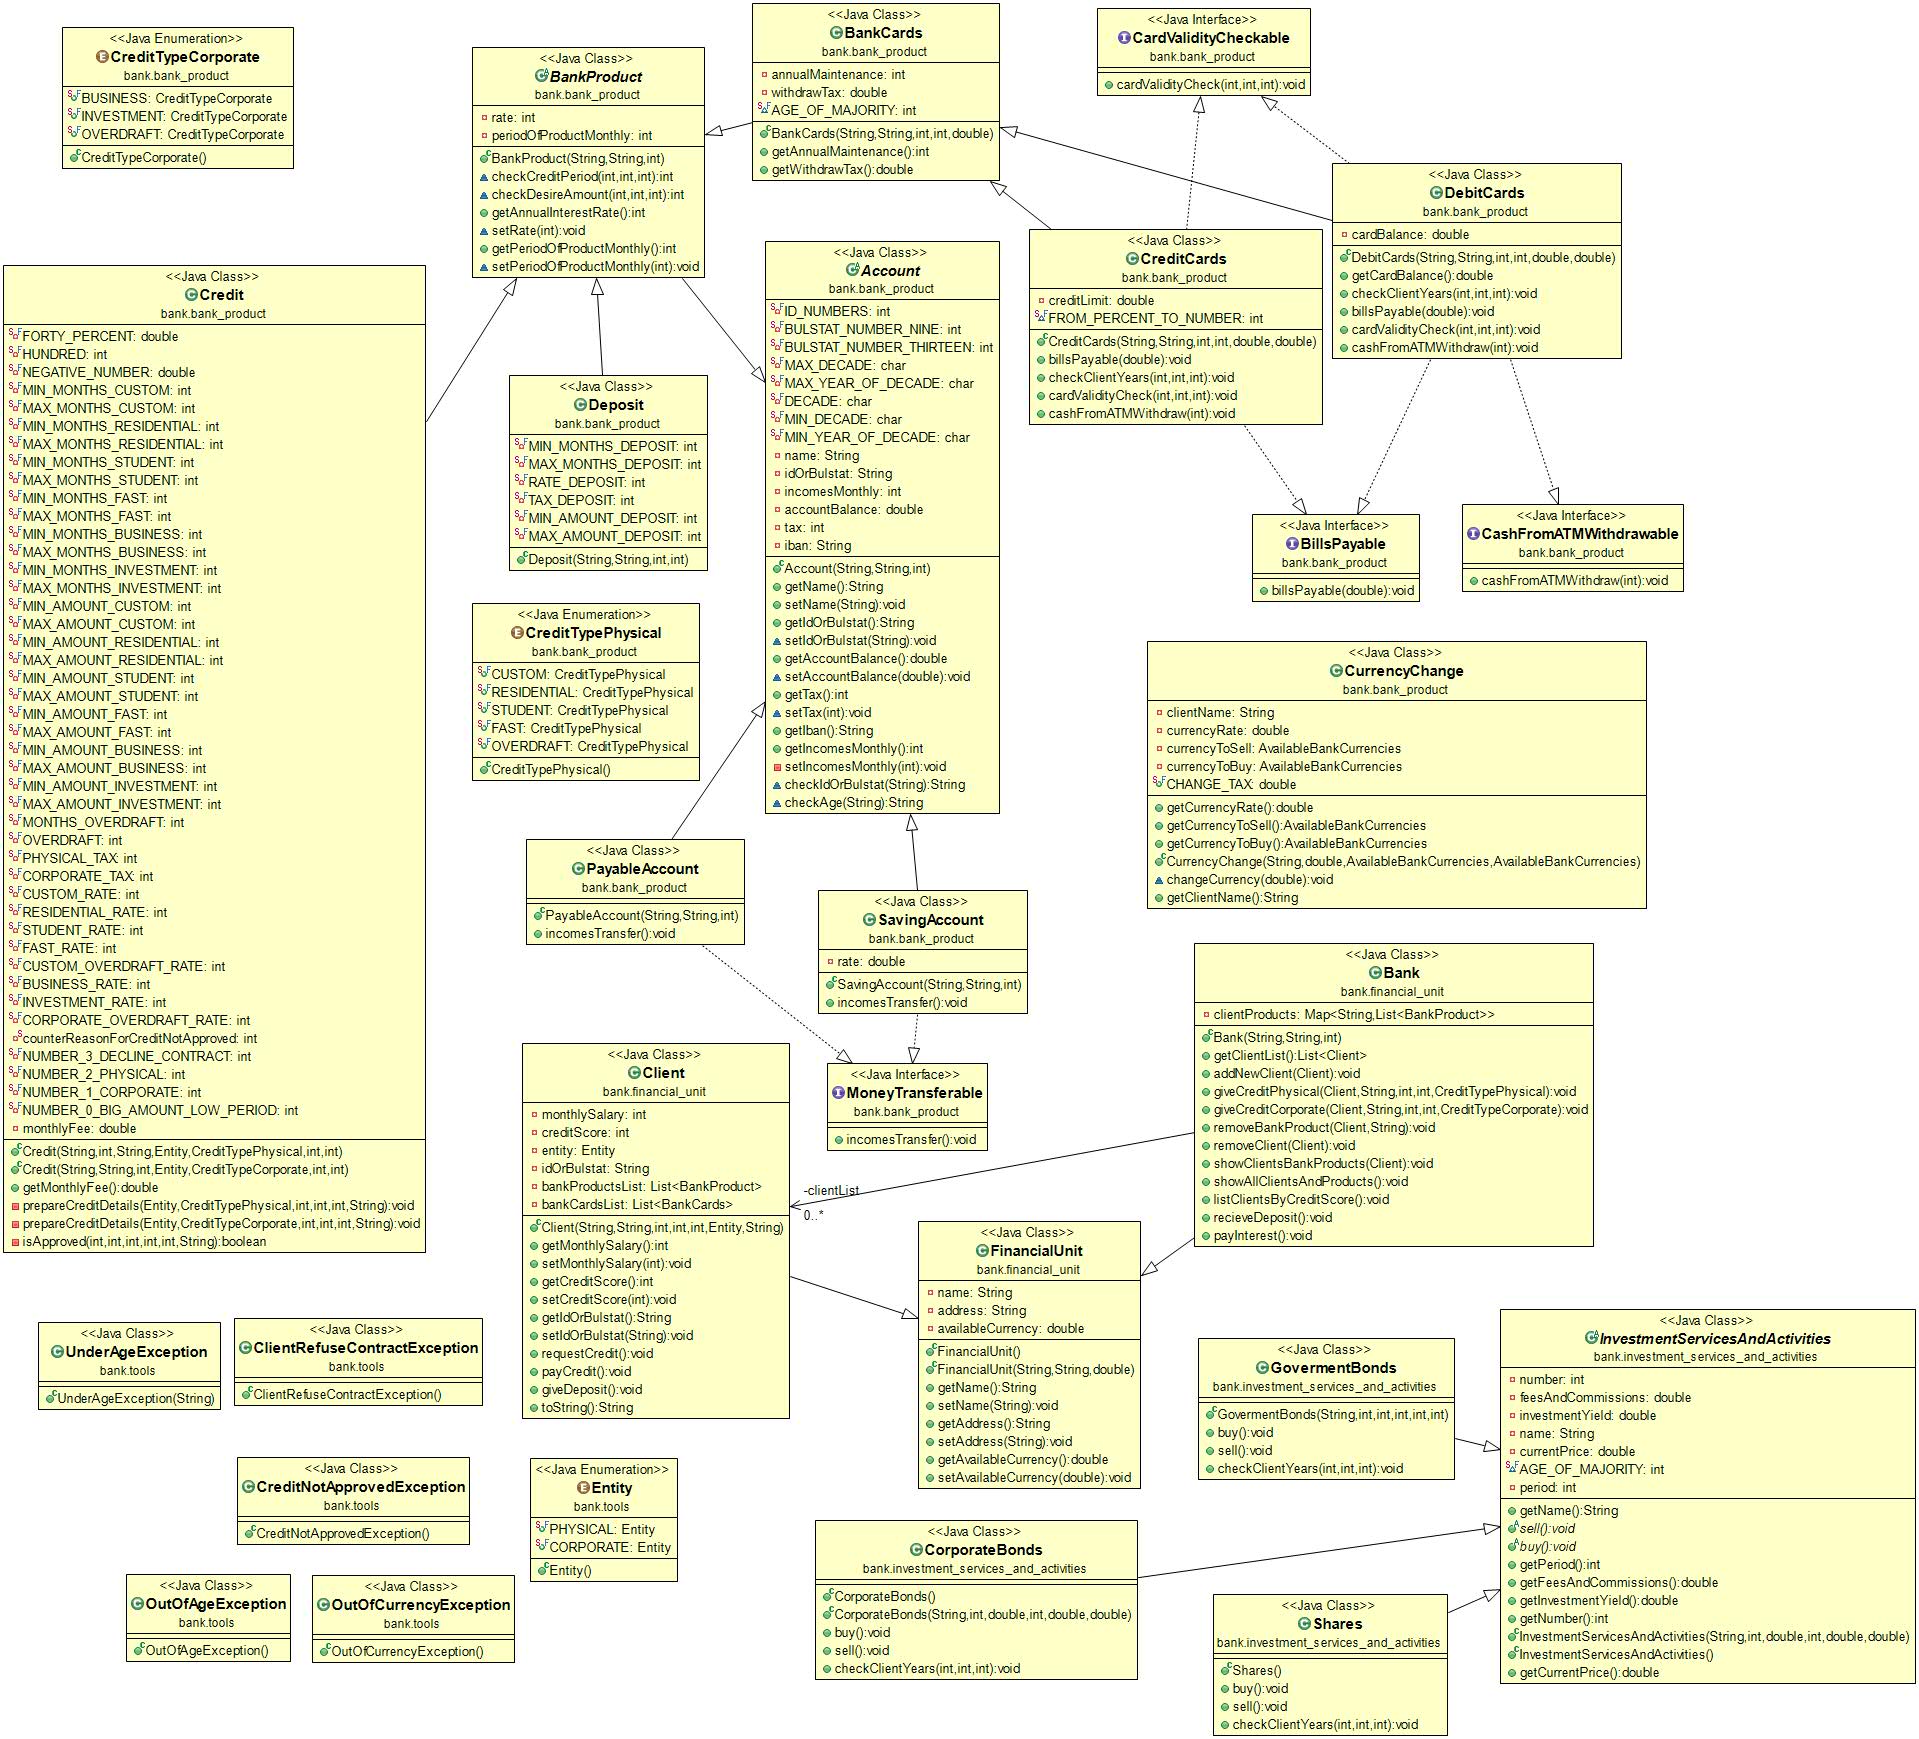 <<Java Enumeration>>
CreditTypeCorporate
bank.bank_product
BUSINESS: CreditTypeCorporate
INVESTMENT: CreditTypeCorporate
OVERDRAFT: CreditTypeCorporate
CreditTypeCorporate()
<<Java Class>>
BankProduct
bank.bank_product
rate: int
periodOfProductMonthly: int
BankProduct(String,String,int)
checkCreditPeriod(int,int,int):int
checkDesireAmount(int,int,int):int
getAnnualInterestRate():int
setRate(int):void
getPeriodOfProductMonthly():int
setPeriodOfProductMonthly(int):void
<<Java Class>>
BankCards
bank.bank_product
annualMaintenance: int
withdrawTax: double
AGE_OF_MAJORITY: int
BankCards(String,String,int,int,double)
getAnnualMaintenance():int
getWithdrawTax():double
<<Java Interface>>
CardValidityCheckable
bank.bank_product
cardValidityCheck(int,int,int):void
<<Java Class>>
DebitCards
bank.bank_product
cardBalance: double
DebitCards(String,String,int,int,double,double)
getCardBalance():double
checkClientYears(int,int,int):void
billsPayable(double):void
cardValidityCheck(int,int,int):void
cashFromATMWithdraw(int):void
<<Java Class>>
CreditCards
bank.bank_product
creditLimit: double
FROM_PERCENT_TO_NUMBER: int
CreditCards(String,String,int,int,double,double)
billsPayable(double):void
checkClientYears(int,int,int):void
cardValidityCheck(int,int,int):void
cashFromATMWithdraw(int):void
<<Java Class>>
Account
bank.bank_product
ID_NUMBERS: int
BULSTAT_NUMBER_NINE: int
BULSTAT_NUMBER_THIRTEEN: int
MAX_DECADE: char
MAX_YEAR_OF_DECADE: char
DECADE: char
MIN_DECADE: char
MIN_YEAR_OF_DECADE: char
name: String
idOrBulstat: String
incomesMonthly: int
accountBalance: double
tax: int
iban: String
Account(String,String,int)
getName():String
setName(String):void
getIdOrBulstat():String
setIdOrBulstat(String):void
getAccountBalance():double
setAccountBalance(double):void
getTax():int
setTax(int):void
getIban():String
getIncomesMonthly():int
setIncomesMonthly(int):void
checkIdOrBulstat(String):String
checkAge(String):String
<<Java Class>>
Credit
bank.bank_product
FORTY_PERCENT: double
HUNDRED: int
NEGATIVE_NUMBER: double
MIN_MONTHS_CUSTOM: int
MAX_MONTHS_CUSTOM: int
MIN_MONTHS_RESIDENTIAL: int
MAX_MONTHS_RESIDENTIAL: int
MIN_MONTHS_STUDENT: int
MAX_MONTHS_STUDENT: int
MIN_MONTHS_FAST: int
MAX_MONTHS_FAST: int
MIN_MONTHS_BUSINESS: int
MAX_MONTHS_BUSINESS: int
MIN_MONTHS_INVESTMENT: int
MAX_MONTHS_INVESTMENT: int
MIN_AMOUNT_CUSTOM: int
MAX_AMOUNT_CUSTOM: int
MIN_AMOUNT_RESIDENTIAL: int
MAX_AMOUNT_RESIDENTIAL: int
MIN_AMOUNT_STUDENT: int
MAX_AMOUNT_STUDENT: int
MIN_AMOUNT_FAST: int
MAX_AMOUNT_FAST: int
MIN_AMOUNT_BUSINESS: int
MAX_AMOUNT_BUSINESS: int
MIN_AMOUNT_INVESTMENT: int
MAX_AMOUNT_INVESTMENT: int
MONTHS_OVERDRAFT: int
OVERDRAFT: int
PHYSICAL_TAX: int
CORPORATE_TAX: int
CUSTOM_RATE: int
RESIDENTIAL_RATE: int
STUDENT_RATE: int
FAST_RATE: int
CUSTOM_OVERDRAFT_RATE: int
BUSINESS_RATE: int
INVESTMENT_RATE: int
CORPORATE_OVERDRAFT_RATE: int
counterReasonForCreditNotApproved: int
NUMBER_3_DECLINE_CONTRACT: int
NUMBER_2_PHYSICAL: int
NUMBER_1_CORPORATE: int
NUMBER_0_BIG_AMOUNT_LOW_PERIOD: int
monthlyFee: double
Credit(String,int,String,Entity,CreditTypePhysical,int,int)
Credit(String,String,int,Entity,CreditTypeCorporate,int,int)
getMonthlyFee():double
prepareCreditDetails(Entity,CreditTypePhysical,int,int,int,String):void
prepareCreditDetails(Entity,CreditTypeCorporate,int,int,int,String):void
isApproved(int,int,int,int,int,String):boolean
<<Java Class>>
Deposit
bank.bank_product
MIN_MONTHS_DEPOSIT: int
MAX_MONTHS_DEPOSIT: int
RATE_DEPOSIT: int
TAX_DEPOSIT: int
MIN_AMOUNT_DEPOSIT: int
MAX_AMOUNT_DEPOSIT: int
Deposit(String,String,int,int)
<<Java Enumeration>>
CreditTypePhysical
bank.bank_product
CUSTOM: CreditTypePhysical
RESIDENTIAL: CreditTypePhysical
STUDENT: CreditTypePhysical
FAST: CreditTypePhysical
OVERDRAFT: CreditTypePhysical
CreditTypePhysical()
<<Java Interface>>
BillsPayable
bank.bank_product
billsPayable(double):void
<<Java Interface>>
CashFromATMWithdrawable
bank.bank_product
cashFromATMWithdraw(int):void
<<Java Class>>
CurrencyChange
bank.bank_product
clientName: String
currencyRate: double
currencyToSell: AvailableBankCurrencies
currencyToBuy: AvailableBankCurrencies
CHANGE_TAX: double
getCurrencyRate():double
getCurrencyToSell():AvailableBankCurrencies
getCurrencyToBuy():AvailableBankCurrencies
CurrencyChange(String,double,AvailableBankCurrencies,AvailableBankCurrencies)
changeCurrency(double):void
getClientName():String
<<Java Class>>
PayableAccount
bank.bank_product
PayableAccount(String,String,int)
incomesTransfer():void
<<Java Class>>
SavingAccount
bank.bank_product
rate: double
SavingAccount(String,String,int)
incomesTransfer():void
<<Java Interface>>
MoneyTransferable
bank.bank_product
incomesTransfer():void
<<Java Class>>
Bank
bank.financial_unit
clientProducts: Map<String,List<BankProduct>>
Bank(String,String,int)
getClientList():List<Client>
addNewClient(Client):void
giveCreditPhysical(Client,String,int,int,CreditTypePhysical):void
giveCreditCorporate(Client,String,int,int,CreditTypeCorporate):void
removeBankProduct(Client,String):void
removeClient(Client):void
showClientsBankProducts(Client):void
showAllClientsAndProducts():void
listClientsByCreditScore():void
recieveDeposit():void
payInterest():void
<<Java Class>>
Client
bank.financial_unit
monthlySalary: int
creditScore: int
entity: Entity
idOrBulstat: String
bankProductsList: List<BankProduct>
bankCardsList: List<BankCards>
Client(String,String,int,int,int,Entity,String)
getMonthlySalary():int
setMonthlySalary(int):void
getCreditScore():int
setCreditScore(int):void
getIdOrBulstat():String
setIdOrBulstat(String):void
requestCredit():void
payCredit():void
giveDeposit():void
toString():String
-clientList
0..*
<<Java Class>>
FinancialUnit
bank.financial_unit
name: String
address: String
availableCurrency: double
FinancialUnit()
FinancialUnit(String,String,double)
getName():String
setName(String):void
getAddress():String
setAddress(String):void
getAvailableCurrency():double
setAvailableCurrency(double):void
<<Java Class>>
GovermentBonds
bank.investment_services_and_activities
GovermentBonds(String,int,int,int,int,int)
buy():void
sell():void
checkClientYears(int,int,int):void
<<Java Class>>
InvestmentServicesAndActivities
bank.investment_services_and_activities
number: int
feesAndCommissions: double
investmentYield: double
name: String
currentPrice: double
AGE_OF_MAJORITY: int
period: int
getName():String
sell():void
buy():void
getPeriod():int
getFeesAndCommissions():double
getInvestmentYield():double
getNumber():int
InvestmentServicesAndActivities(String,int,double,int,double,double)
InvestmentServicesAndActivities()
getCurrentPrice():double
<<Java Class>>
UnderAgeException
bank.tools
UnderAgeException(String)
<<Java Class>>
ClientRefuseContractException
bank.tools
ClientRefuseContractException()
<<Java Class>>
CreditNotApprovedException
bank.tools
CreditNotApprovedException()
<<Java Enumeration>>
Entity
bank.tools
PHYSICAL: Entity
CORPORATE: Entity
Entity()
<<Java Class>>
OutOfAgeException
bank.tools
OutOfAgeException()
<<Java Class>>
OutOfCurrencyException
bank.tools
OutOfCurrencyException()
<<Java Class>>
CorporateBonds
bank.investment_services_and_activities
CorporateBonds()
CorporateBonds(String,int,double,int,double,double)
buy():void
sell():void
checkClientYears(int,int,int):void
<<Java Class>>
Shares
bank.investment_services_and_activities
Shares()
buy():void
sell():void
checkClientYears(int,int,int):void